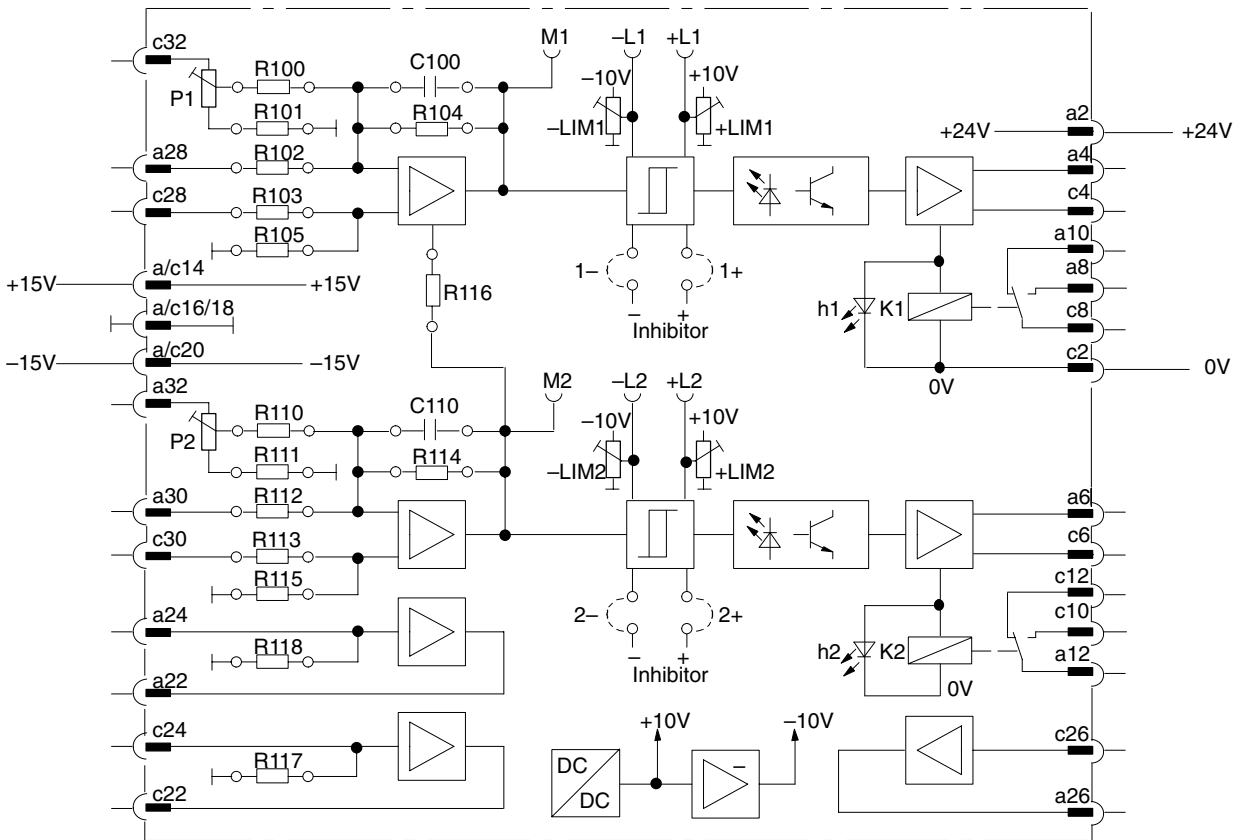 c32
P1
R100
R101
C100
R104
M1
–L1
+L1
–10V
+10V
–LIM1
+LIM1
a28
R102
c28
R103
R105
+24V
a2
+24V
a4
c4
a10
a8
c8
c2
0V
+15V
a/c14
+15V
a/c16/18
–15V
a/c20
–15V
R116
1–
1+
–
+
Inhibitor
h1
K1
0V
a32
P2
R110
R111
C110
R114
M2
–L2
+L2
–10V
+10V
–LIM2
+LIM2
a30
R112
c30
R113
R115
a6
c6
c12
c10
a12
2–
2+
–
+
Inhibitor
h2
K2
0V
a24
R118
a22
c24
R117
c22
DC
DC
+10V
–
–10V
c26
a26